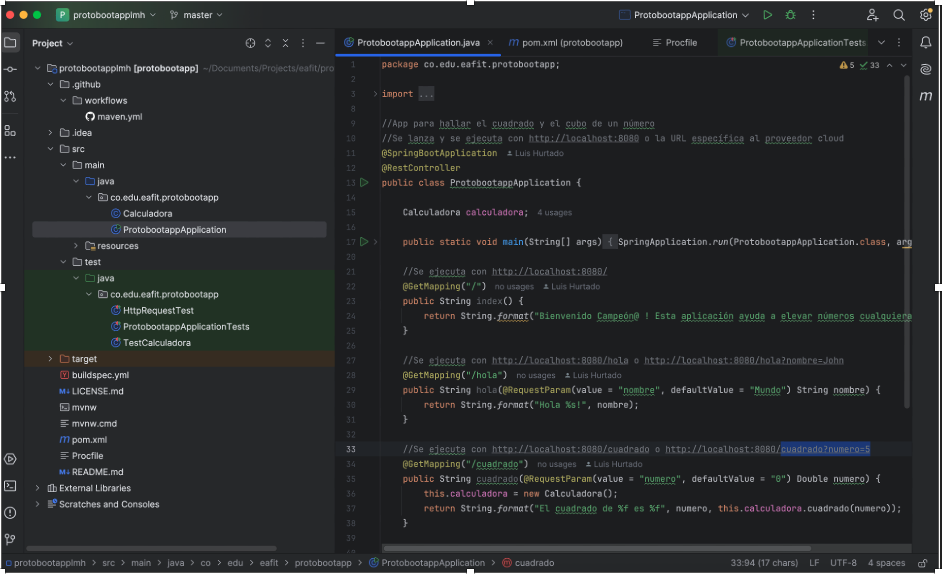 protobootapplmh
master
ProtobootappApplication
Project
ProtobootappApplication.java
pom.xml (protobootapp)
Procfile
ProtobootappApplicationTests
protobootapplmh [protobootapp] ~/Documents/Projects/eafit/pro
.github
workflows
maven.yml
.idea
src
main
java
co.edu.eafit.protobootapp
Calculadora
ProtobootappApplication
resources
test
java
co.edu.eafit.protobootapp
HttpRequestTest
ProtobootappApplicationTests
TestCalculadora
target
buildspec.yml
LICENSE.md
mvnw
mvnw.cmd
pom.xml
Procfile
README.md
External Libraries
Scratches and Consoles
5 33
1 package co.edu.eafit.protobootapp;
2
3 import ...
8
9 //App para hallar el cuadrado y el cubo de un número
10 //Se lanza y se ejecuta con http://localhost:8080 o la URL específica al proveedor cloud
11 @SpringBootApplication Luis Hurtado
12 @RestController
13 public class ProtobootappApplication {
14
15 Calculadora calculadora; 4 usages
16
17 public static void main(String[] args) { SpringApplication.run(ProtobootappApplication.class, arg
20
21 //Se ejecuta con http://localhost:8080/
22 @GetMapping("/") no usages Luis Hurtado
23 public String index() {
24 return String.format("Bienvenido Campeón@ ! Esta aplicación ayuda a elevar números cualquiera
25 }
26
27 //Se ejecuta con http://localhost:8080/hola o http://localhost:8080/hola?nombre=John
28 @GetMapping("/hola") no usages Luis Hurtado
29 public String hola(@RequestParam(value = "nombre", defaultValue = "Mundo") String nombre) {
30 return String.format("Hola %s!", nombre);
31 }
32
33 //Se ejecuta con http://localhost:8080/cuadrado o http://localhost:8080/cuadrado?numero=5
34 @GetMapping("/cuadrado") no usages Luis Hurtado
35 public String cuadrado(@RequestParam(value = "numero", defaultValue = "0") Double numero) {
36 this.calculadora = new Calculadora();
37 return String.format("El cuadrado de %f es %f", numero, this.calculadora.cuadrado(numero));
38 }
39
protobootapplmh > src > main > java > co > edu > eafit > protobootapp > ProtobootappApplication > cuadrado
33:94 (17 chars) LF UTF-8 4 spaces